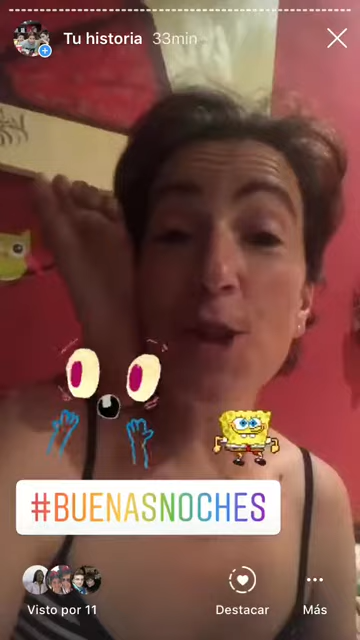 Tu historia 33min
#BUENASNOCHES
Visto por 11
Destacar
Más